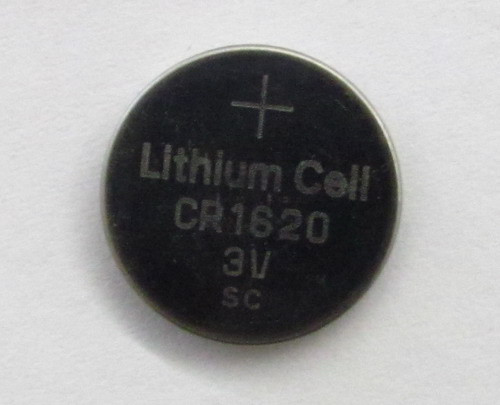 +
Lithium Cell
CR1620
3V
SC